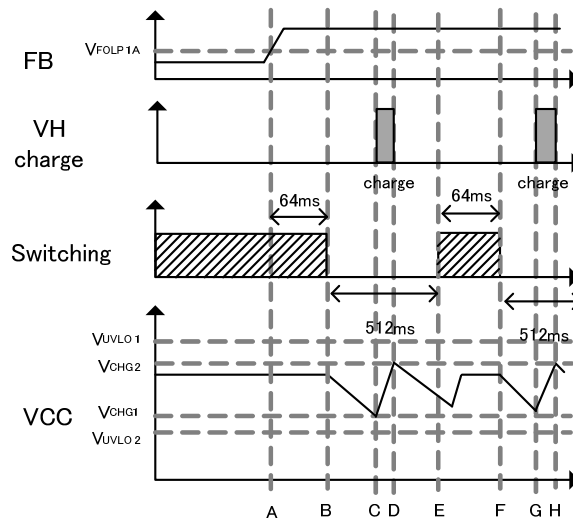 VFOLP1A
FB
VH
charge
charge
charge
64ms
64ms
Switching
512ms
512ms
VUVLO1
VCHG2
VCHG1
VUVLO2
VCC
A B C D E F G H